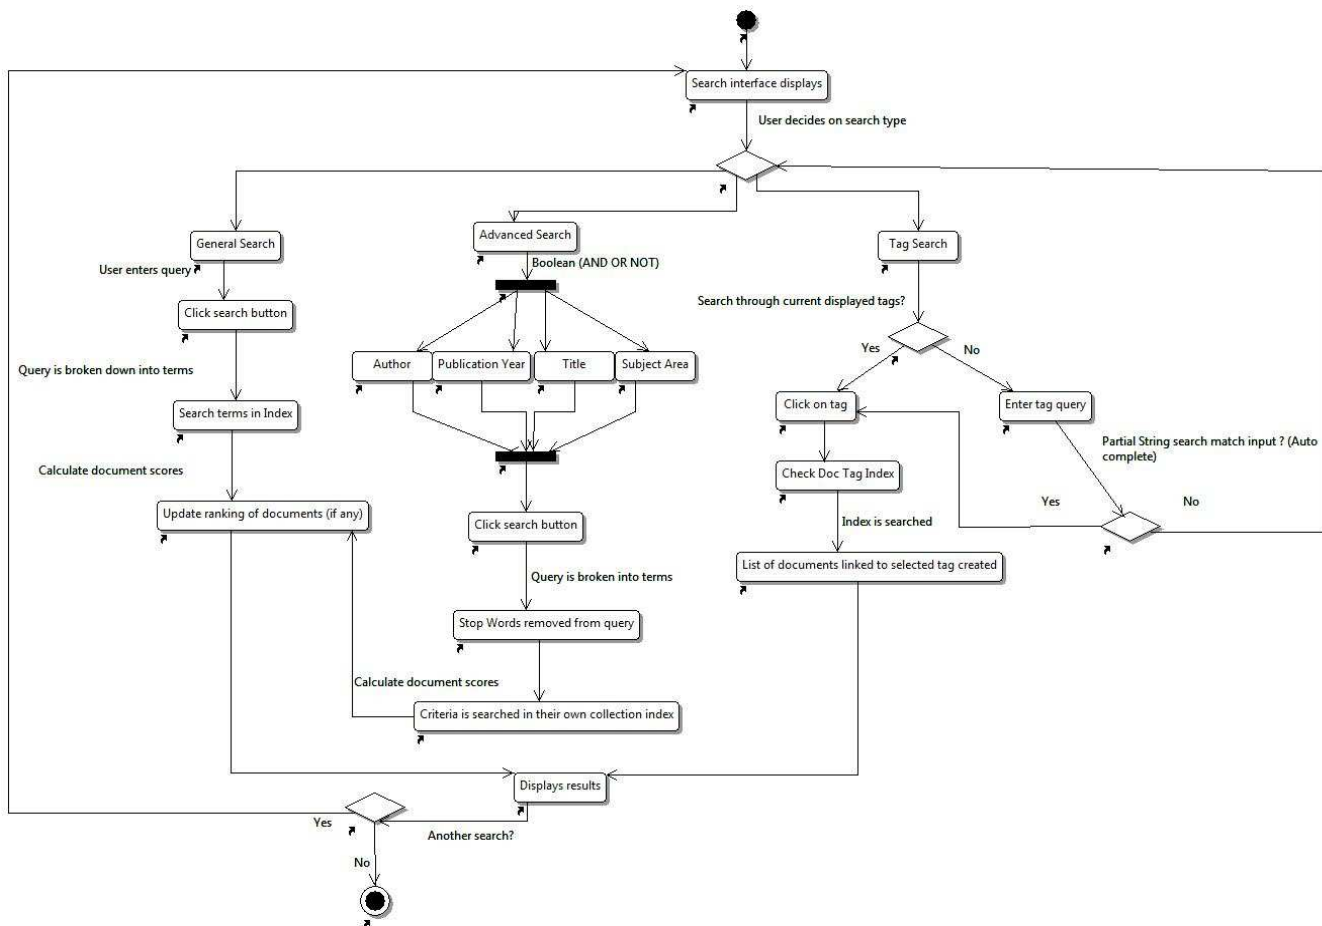 Search interface displays
User decides on search type
General Search
Advanced Search
Tag Search
User enters query
Boolean (AND OR NOT)
Click search button
Search through current displayed tags?
Yes
No
Author
Publication Year
Title
Subject Area
Query is broken down into terms
Click on tag
Enter tag query
Search terms in Index
Partial String search match input ? (Auto
complete)
Calculate document scores
Check Doc Tag Index
Update ranking of documents (if any)
Click search button
Index is searched
Yes
No
List of documents linked to selected tag created
Query is broken into terms
Stop Words removed from query
Calculate document scores
Criteria is searched in their own collection index
Displays results
Yes
Another search?
No